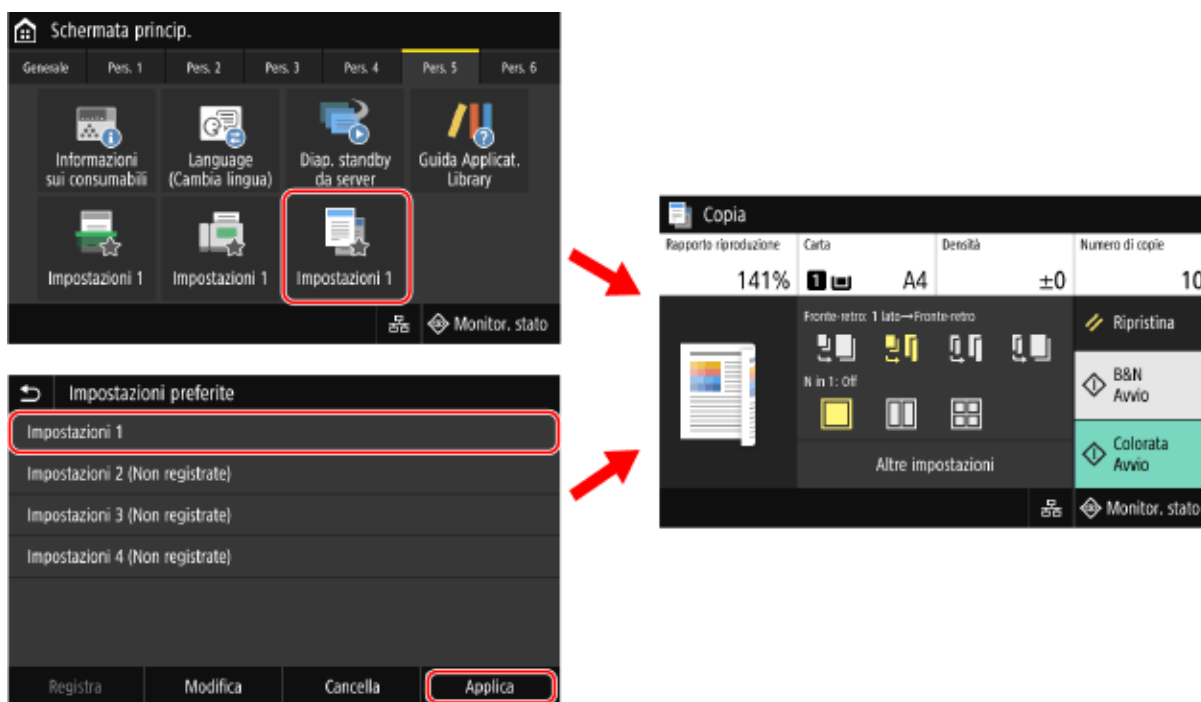 Schermata princip.
Generale Pers. 1 Pers. 2 Pers. 3 Pers. 4 Pers. 5 Pers. 6
Informazioni
sui consumabili
Language
(Cambia lingua)
Diap. standby
da server
Guida Applicat.
Library
Impostazioni 1
Impostazioni 1
Impostazioni 1
Monitor. stato
Impostazioni preferite
Impostazioni 1
Impostazioni 2 (Non registrate)
Impostazioni 3 (Non registrate)
Impostazioni 4 (Non registrate)
Registra Modifica Cancella Applica
Copia
Rapporto riproduzione Carta Densità Numero di copie
141% 1 A4 ±0 10
Fronte-retro: 1 lato→Fronte-retro
N in 1: Off
Altre impostazioni
Ripristina
B&N
Avvio
Colorata
Avvio
Monitor. stato